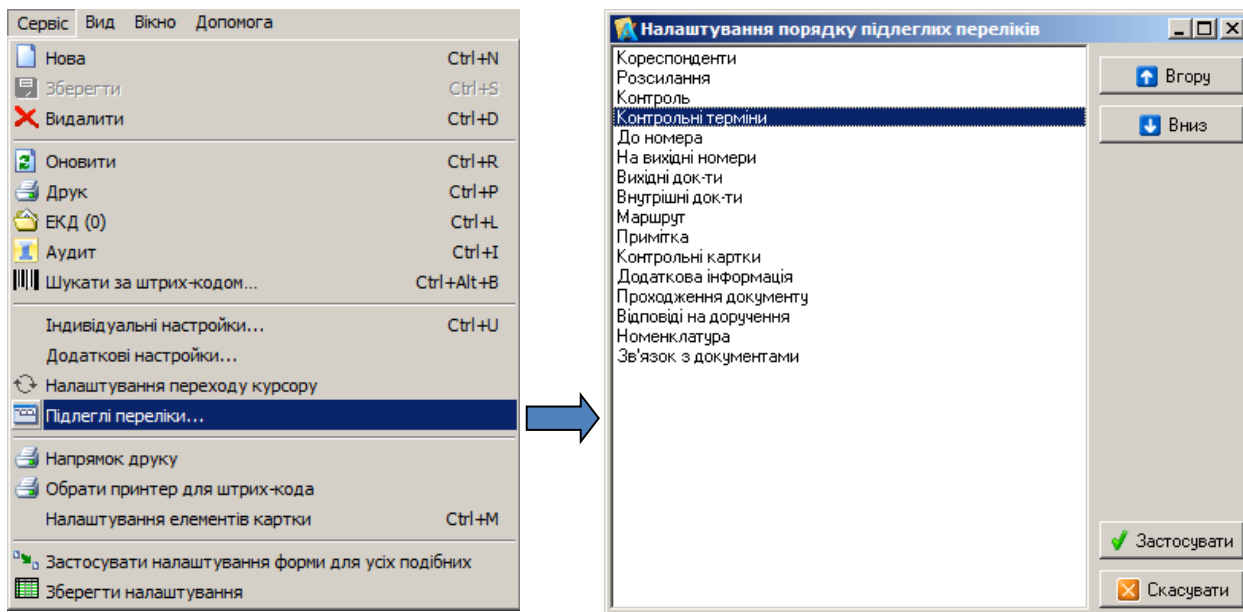 Сервіс Вид Вікно Допомога
Нова Ctrl+N
Зберегти Ctrl+S
Видалити Ctrl+D
Оновити Ctrl+R
Друк Ctrl+P
ЕКД (0) Ctrl+L
Аудит Ctrl+I
Шукати за штрих-кодом... Ctrl+Alt+B
Індивідуальні настройки... Ctrl+U
Додаткові настройки...
Налаштування переходу курсору
Підлеглі переліки...
Напрямок друку
Обрати принтер для штрих-кода
Налаштування елементів картки Ctrl+M
Застосувати налаштування форми для усіх подібних
Зберегти налаштування
Налаштування порядку підлеглих переліків
Кореспонденти
Розсилання
Контроль
Контрольні терміни
До номера
На вихідні номери
Вихідні док-ти
Внутрішні док-ти
Маршрут
Примітка
Контрольні картки
Додаткова інформація
Проходження документу
Відповіді на доручення
Номенклатура
Зв'язок з документами
Вгору
Вниз
Застосувати
Скасувати